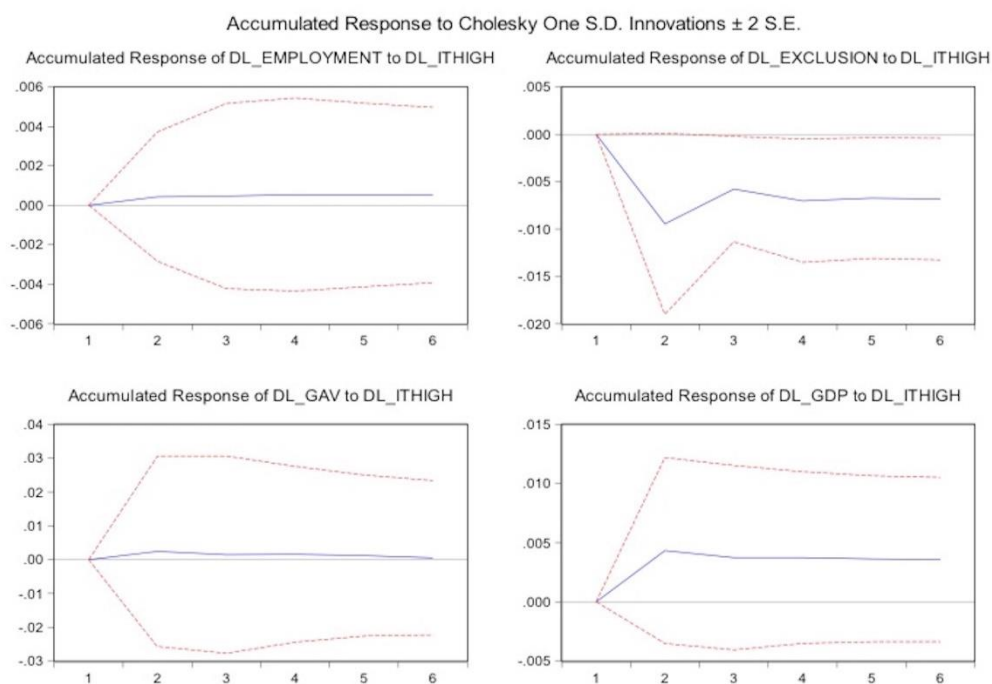 Accumulated Response to Cholesky One S.D. Innovations ± 2 S.E.
Accumulated Response of DL_EMPLOYMENT to DL_ITHIGH
.006
.004
.002
.000
-.002
-.004
-.006
1 2 3 4 5 6
Accumulated Response of DL_EXCLUSION to DL_ITHIGH
.005
.000
-.005
-.010
-.015
-.020
1 2 3 4 5 6
Accumulated Response of DL_GAV to DL_ITHIGH
.04
.03
.02
.01
.00
-.01
-.02
-.03
1 2 3 4 5 6
Accumulated Response of DL_GDP to DL_ITHIGH
.015
.010
.005
.000
-.005
1 2 3 4 5 6